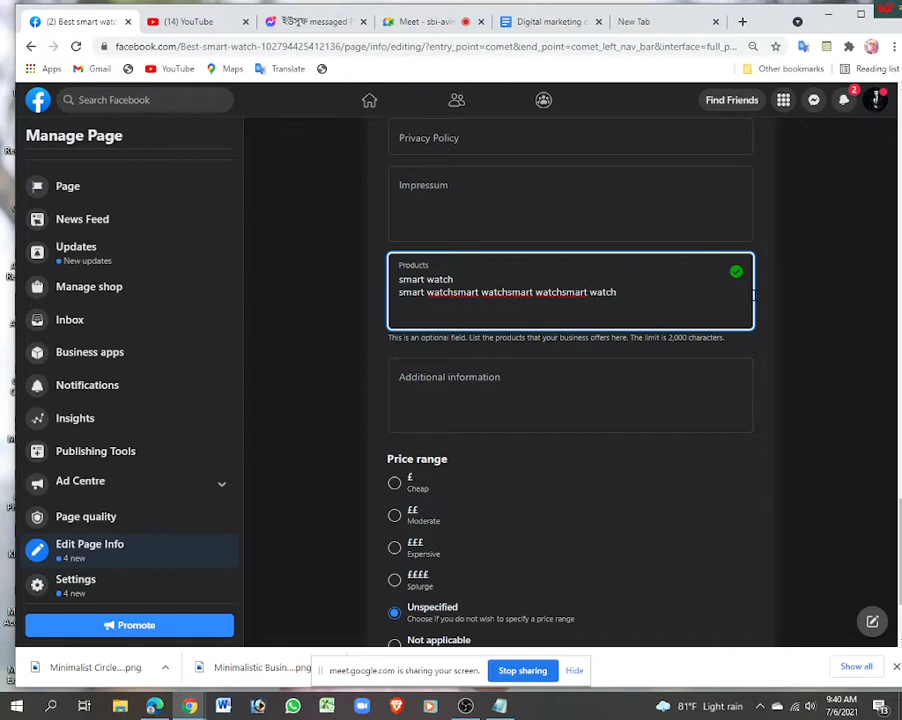 (2) Best smart watch
(14) YouTube
ইউসুফ messaged
Meet - sbi-avin
Digital marketing c
New Tab
facebook.com/Best-smart-watch-102794425412136/page/info/editing/?entry_point=comet&end_point=comet_left_nav_bar&interface=full_p...
Apps
Gmail
YouTube
Maps
Translate
Other bookmarks
Reading list
Search Facebook
Find Friends
2
Manage Page
Page
News Feed
Updates
New updates
Manage shop
Inbox
Business apps
Notifications
Insights
Publishing Tools
Ad Centre
Page quality
Edit Page Info
4 new
Settings
4 new
Promote
Privacy Policy
Impressum
Products
smart watch
smart watchsmart watchsmart watchsmart watch
This is an optional field. List the products that your business offers here. The limit is 2,000 characters.
Additional information
Price range
£
Cheap
££
Moderate
£££
Expensive
££££
Splurge
Unspecified
Choose if you do not wish to specify a price range
Not applicable
Minimalist Circle....png
Minimalistic Busin....png
meet.google.com is sharing your screen.
Stop sharing
Hide
Show all
81°F Light rain
9:40 AM
7/6/2021
13